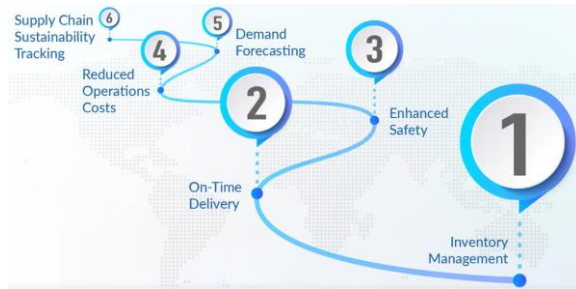 6
Supply Chain
Sustainability
Tracking
5
Demand
Forecasting
4
Reduced
Operations
Costs
3
Enhanced
Safety
2
On-Time
Delivery
1
Inventory
Management